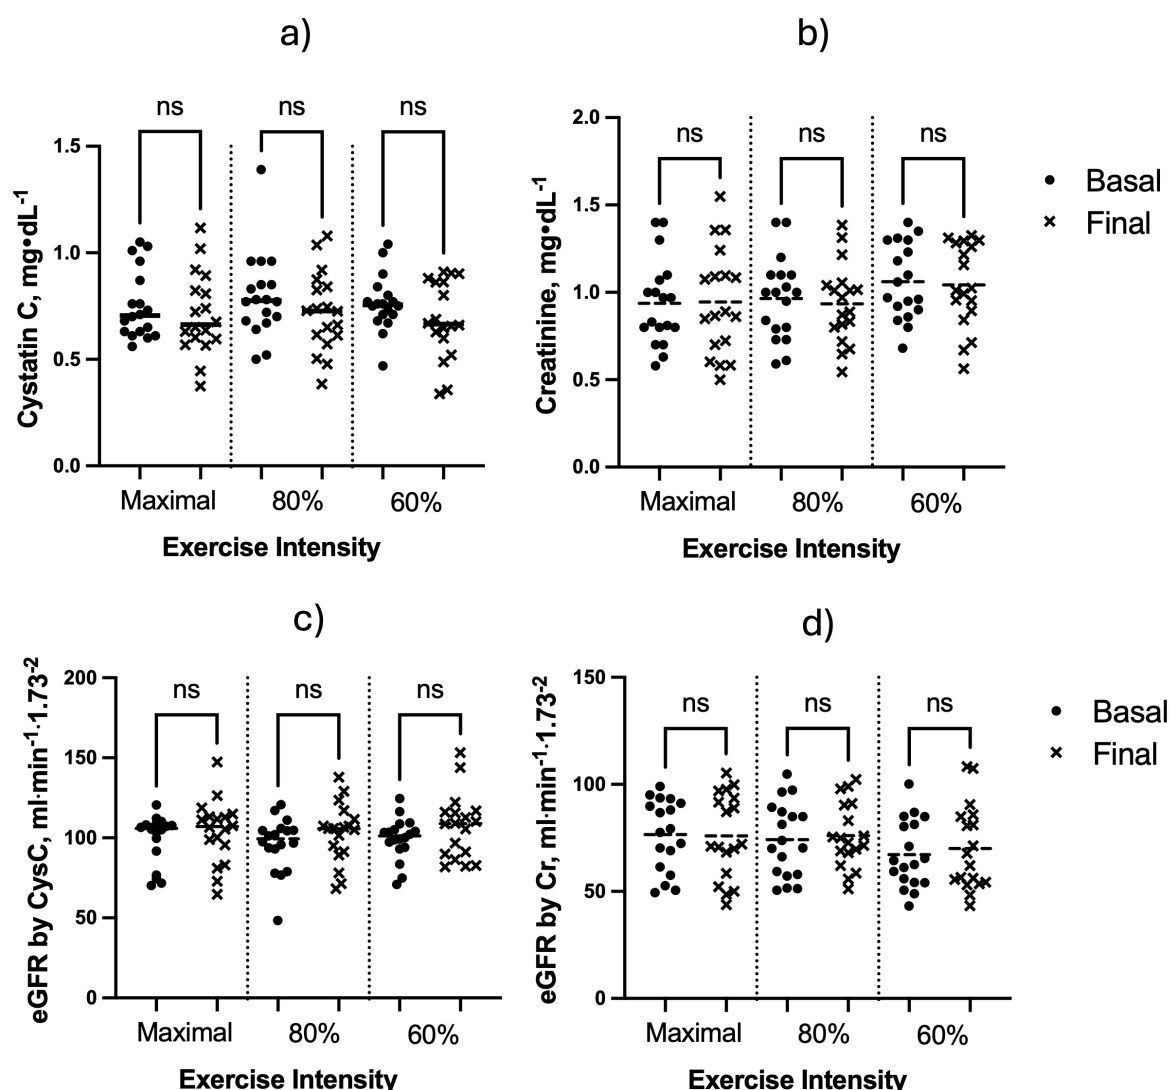 a)
ns ns ns
1.5
1.0
0.5
0.0
Cystatin C, mg•dL⁻¹
Maximal 80% 60%
Exercise Intensity
b)
2.0
1.5
1.0
0.5
0.0
ns ns ns
Creatinine, mg•dL⁻¹
Maximal 80% 60%
Exercise Intensity
Basal
Final
c)
200
150
100
50
0
ns ns ns
eGFR by CysC, ml·min⁻¹·1.73⁻²
Maximal 80% 60%
Exercise Intensity
d)
150
100
50
0
ns ns ns
eGFR by Cr, ml·min⁻¹·1.73⁻²
Maximal 80% 60%
Exercise Intensity
Basal
Final